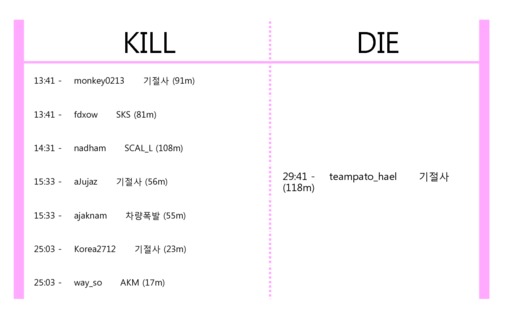 KILL
DIE
13:41 - monkey0213 기절사 (91m)
13:41 - fdxow SKS (81m)
14:31 - nadham SCAL_L (108m)
15:33 - aJujaz 기절사 (56m)
15:33 - ajaknam 차량폭발 (55m)
25:03 - Korea2712 기절사 (23m)
25:03 - way_so AKM (17m)
29:41 - teampato_hael 기절사
(118m)